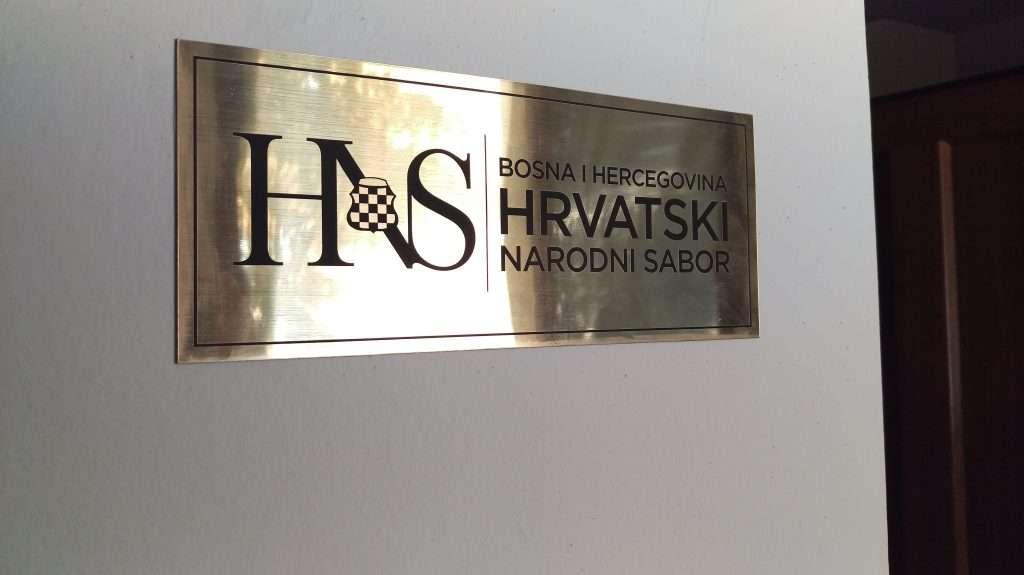 HNS
BOSNA I HERCEGOVINA
HRVATSKI
NARODNI SABOR